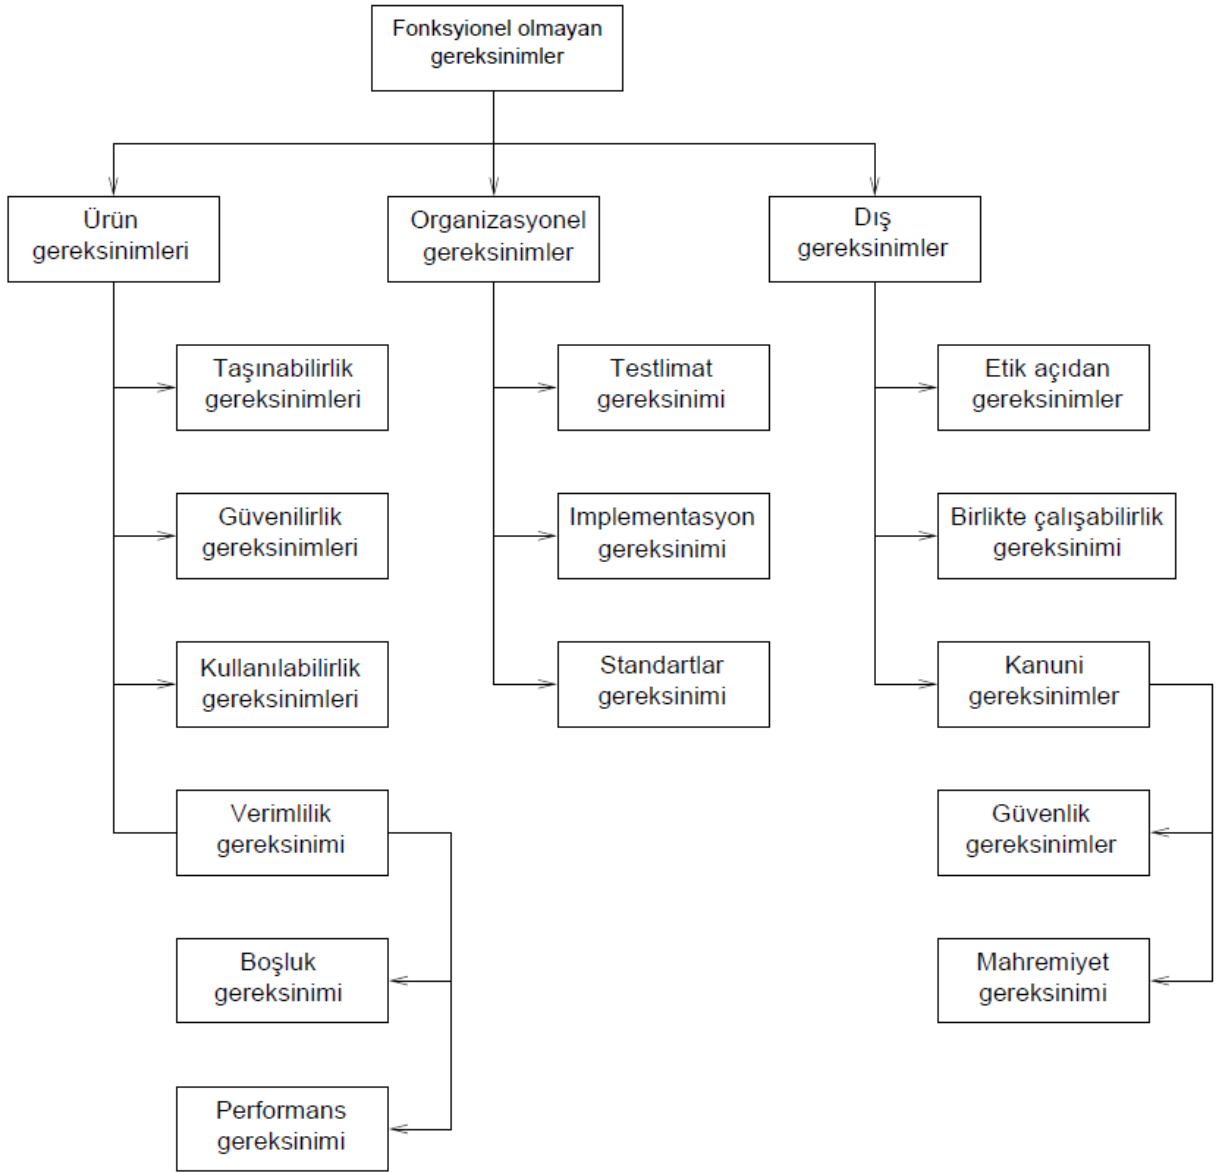 Fonksyionel olmayan
gereksinimler
Ürün
gereksinimleri
Organizasyonel
gereksinimler
Dış
gereksinimler
Taşınabilirlik
gereksinimleri
Testlimat
gereksinimi
Etik açıdan
gereksinimler
Güvenilirlik
gereksinimleri
Implementasyon
gereksinimi
Birlikte çalışabilirlik
gereksinimi
Kullanılabilirlik
gereksinimleri
Standartlar
gereksinimi
Kanuni
gereksinimler
Verimlilik
gereksinimi
Güvenlik
gereksinimler
Boşluk
gereksinimi
Mahremiyet
gereksinimi
Performans
gereksinimi